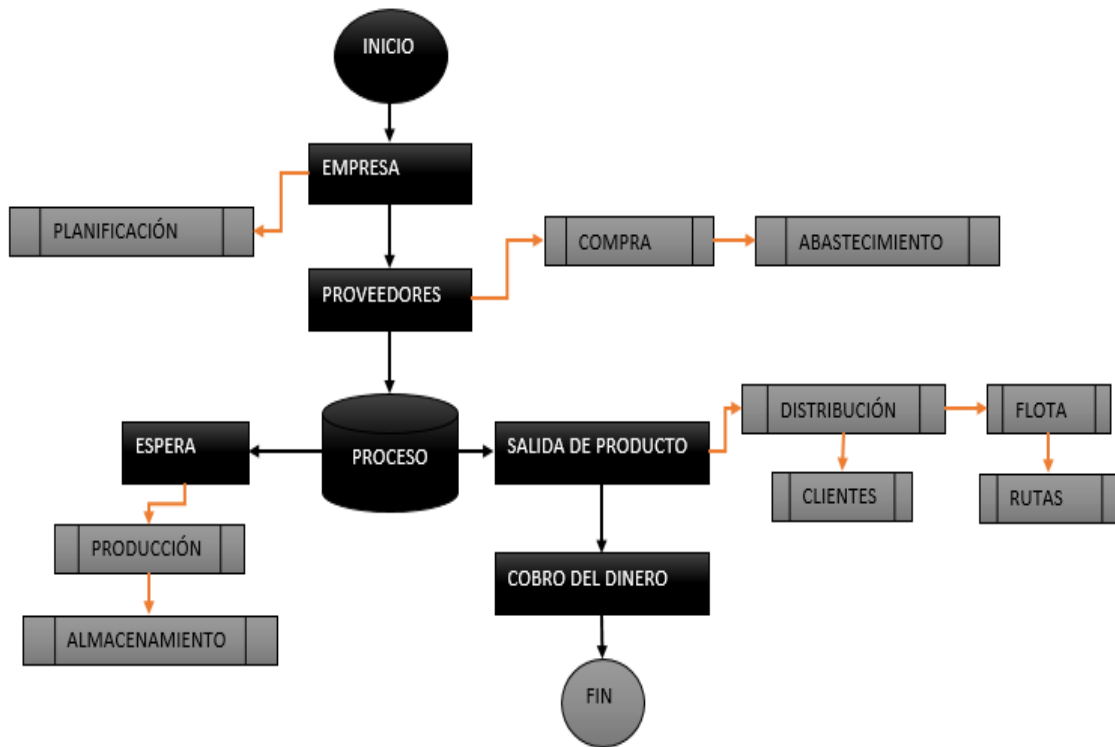 INICIO
EMPRESA
PLANIFICACIÓN
COMPRA
ABASTECIMIENTO
PROVEEDORES
DISTRIBUCIÓN
FLOTA
ESPERA
PROCESO
SALIDA DE PRODUCTO
CLIENTES
RUTAS
PRODUCCIÓN
COBRO DEL DINERO
ALMACENAMIENTO
FIN